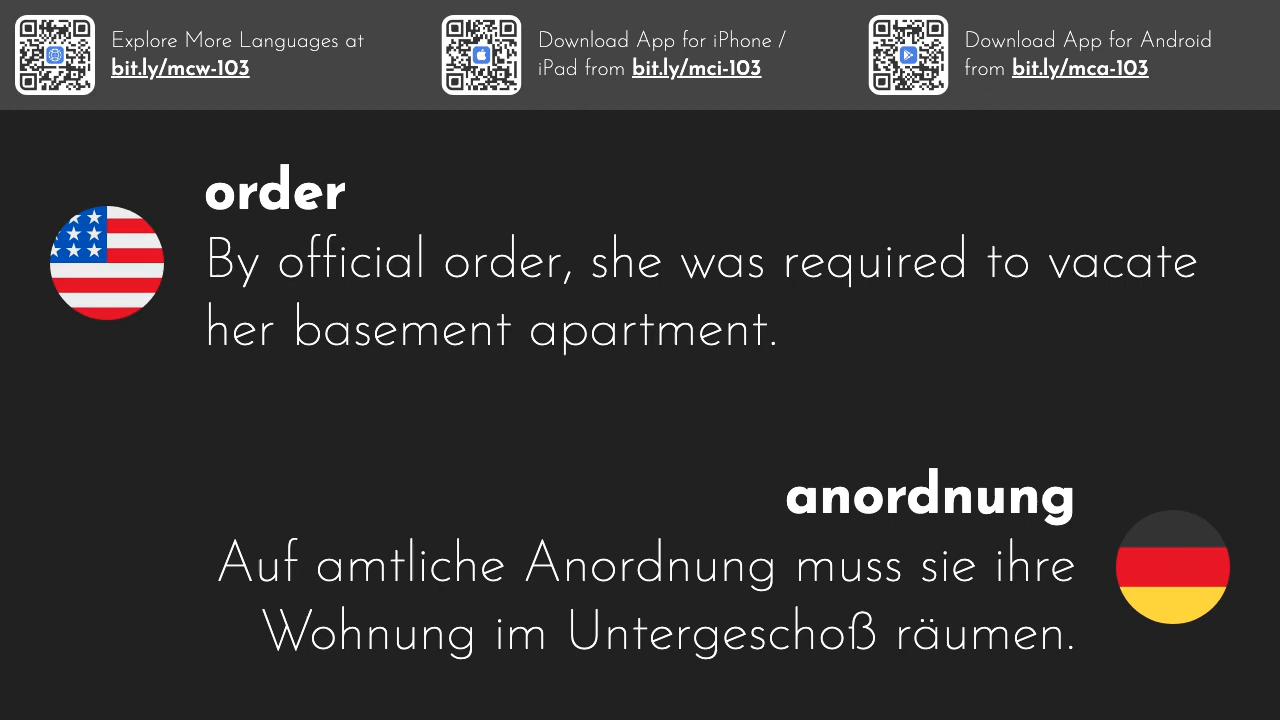 Explore More Languages at
bit.ly/mcw-103
Download App for iPhone /
iPad from bit.ly/mci-103
Download App for Android
from bit.ly/mca-103
order
By official order, she was required to vacate
her basement apartment.
anordnung
Auf amtliche Anordnung muss sie ihre
Wohnung im Untergeschoß räumen.